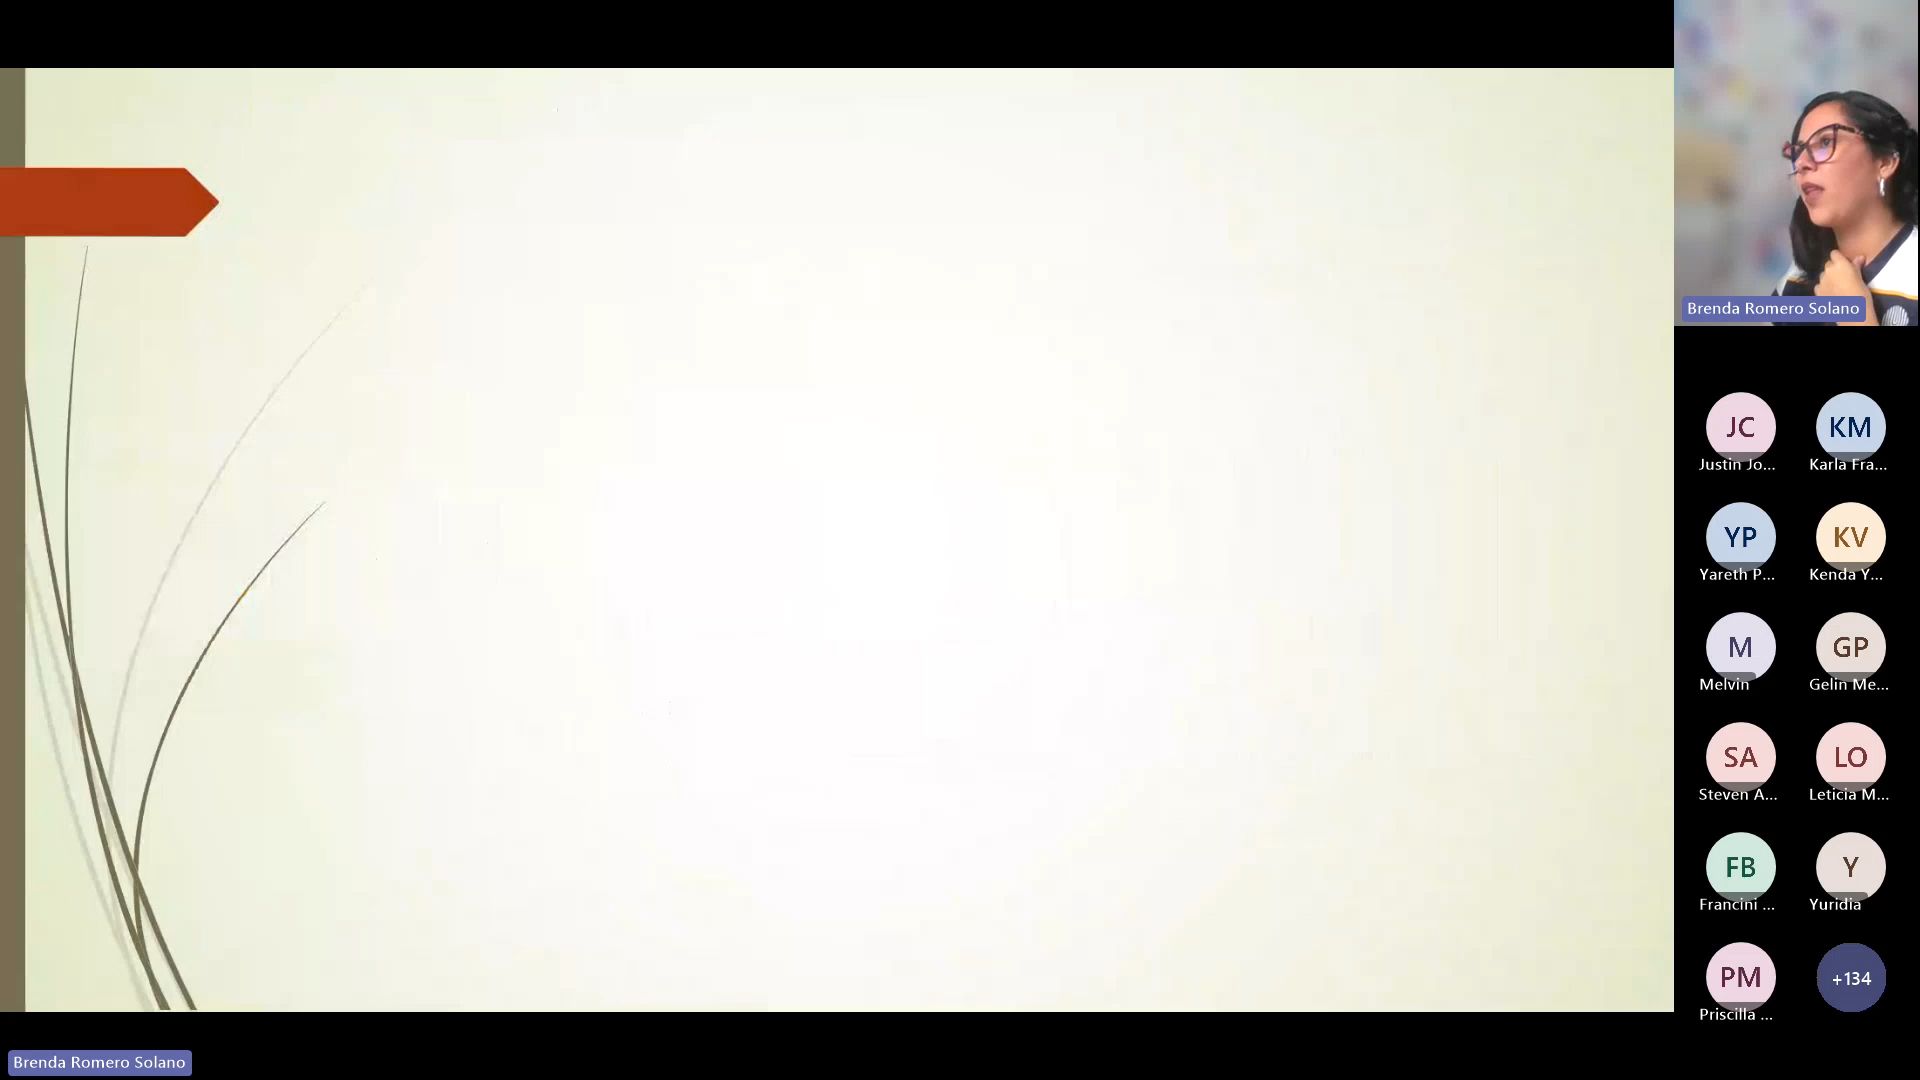 Brenda Romero Solano
JC
KM
Justin Jo...
Karla Fra...
YP
KV
Yareth P...
Kenda Y...
M
GP
Melvin
Gelin Me...
SA
LO
Steven A...
Leticia M...
FB
Y
Francini ...
Yuridia
PM
+134
Priscilla ...
Brenda Romero Solano